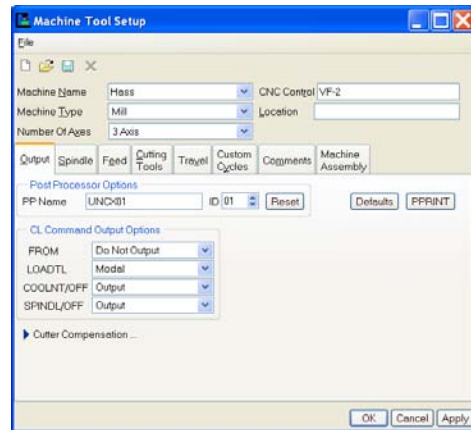 Machine Tool Setup
File
Machine Name Hass CNC Control VF-2
Machine Type Mill Location
Number Of Axes 3 Axis
Output Spindle Feed Cutting Tools Travel Custom Cycles Comments Machine Assembly
Post Processor Options
PP Name UNCX01 ID 01 Reset Defaults PPRINT
CL Command Output Options
FROM Do Not Output
LOADTL Modal
COOLNT/OFF Output
SPINDL/OFF Output
Cutter Compensation ...
OK Cancel Apply